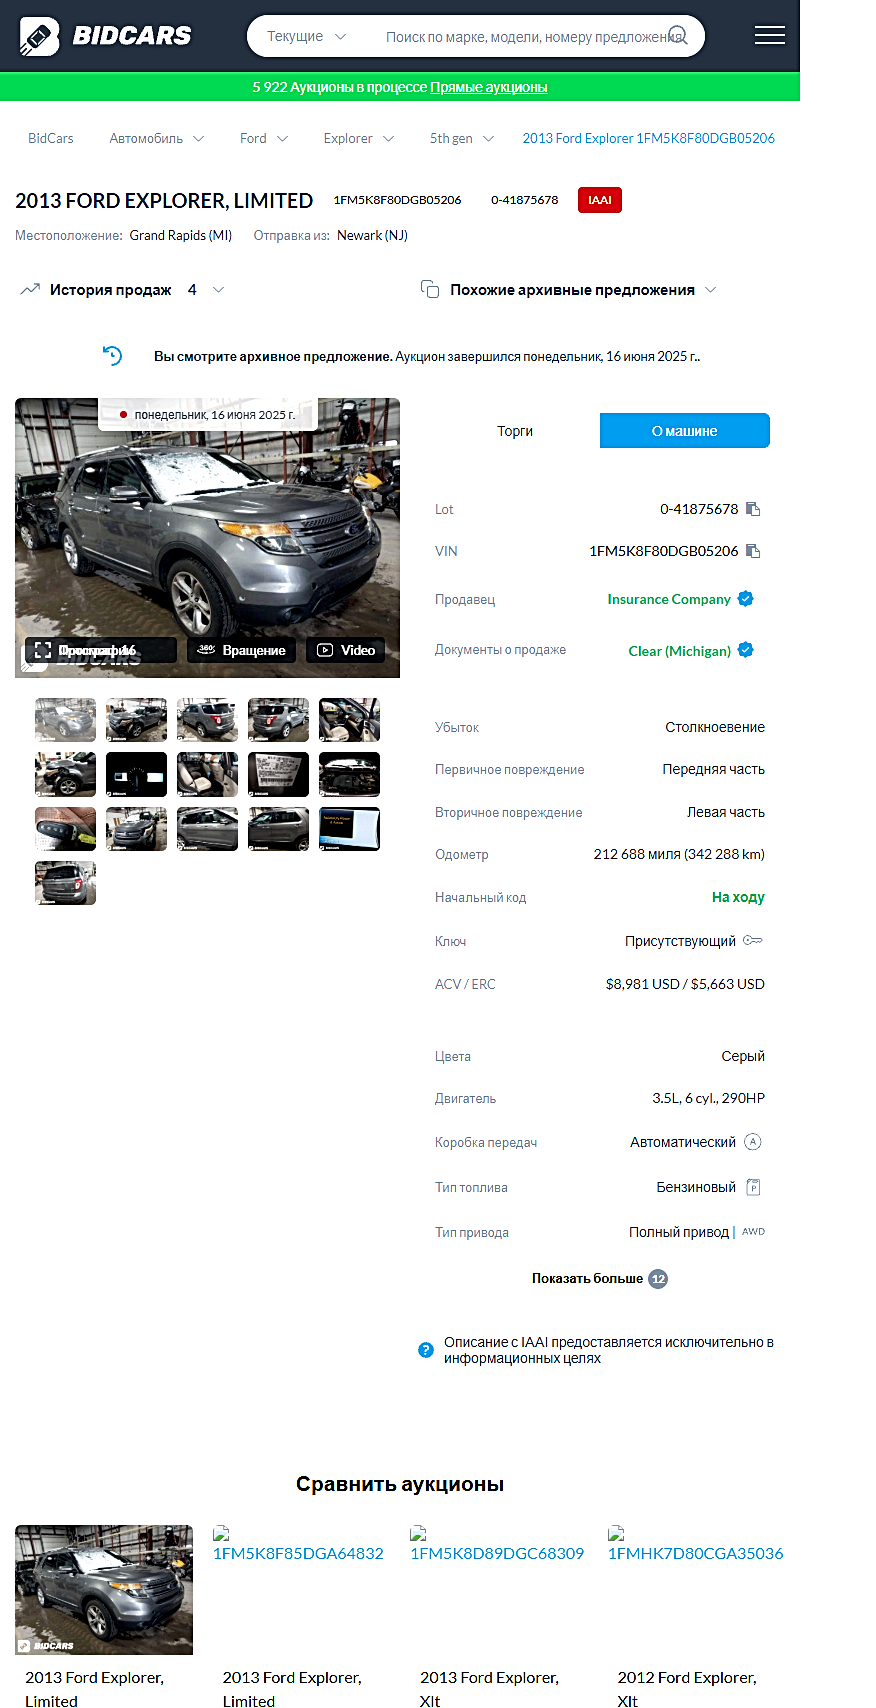 BIDCARS
Текущие
Поиск по марке, модели, номеру предложения
5 922 Аукционы в процессе Прямые аукционы
BidCars Автомобиль Ford Explorer 5th gen 2013 Ford Explorer 1FM5K8F80DGB05206
2013 FORD EXPLORER, LIMITED 1FM5K8F80DGB05206 0-41875678 IAAI
Местоположение: Grand Rapids (MI) Отправка из: Newark (NJ)
История продаж 4
Похожие архивные предложения
Вы смотрите архивное предложение. Аукцион завершился понедельник, 16 июня 2025 г..
понедельник, 16 июня 2025 г.
360° Вращение
Video
BIDCARS
Торги
О машине
Lot 0-41875678
VIN 1FM5K8F80DGB05206
Продавец Insurance Company
Документы о продаже Clear (Michigan)
Убыток Столкноевение
Первичное повреждение Передняя часть
Вторичное повреждение Левая часть
Одометр 212 688 миля (342 288 km)
Начальный код На ходу
Ключ Присутствующий
ACV / ERC $8,981 USD / $5,663 USD
Цвета Серый
Двигатель 3.5L, 6 cyl., 290HP
Коробка передач Автоматический A
Тип топлива Бензиновый P
Тип привода Полный привод | AWD
Показать больше 12
Описание с IAAI предоставляется исключительно в
информационных целях
Сравнить аукционы
1FM5K8F85DGA64832
1FM5K8D89DGC68309
1FMHK7D80CGA35036
BIDCARS
2013 Ford Explorer,
Limited
2013 Ford Explorer,
Limited
2013 Ford Explorer,
Xlt
2012 Ford Explorer,
Xlt